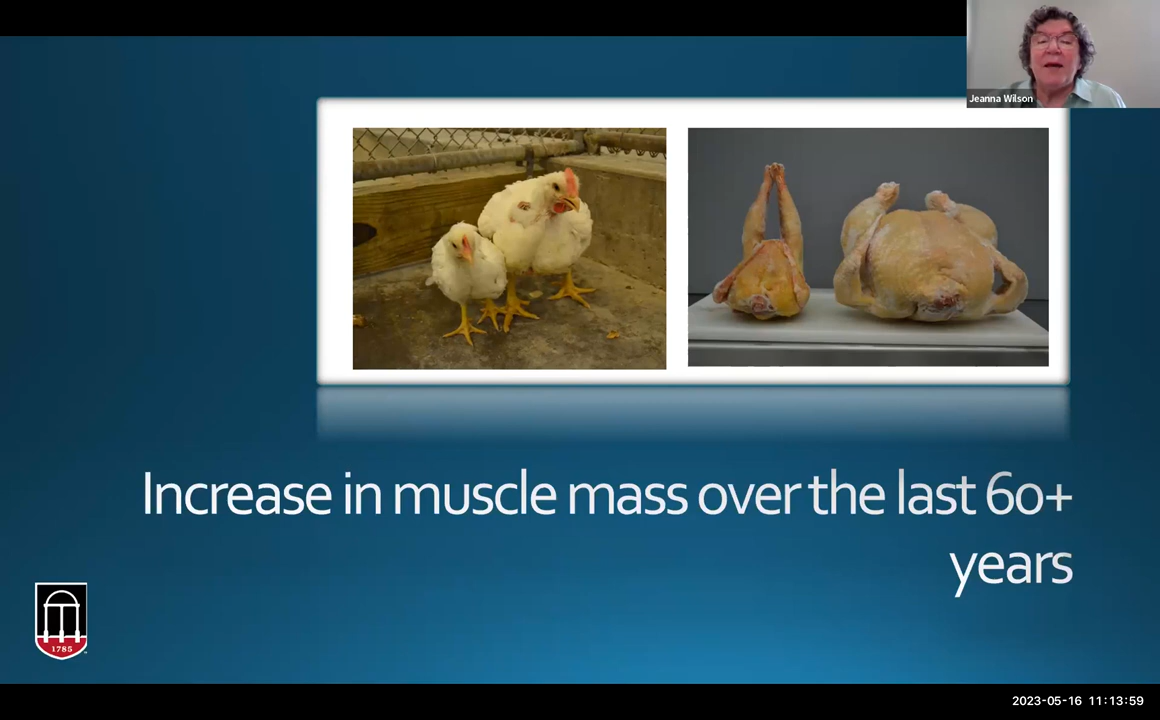 Jeanna Wilson
Increase in muscle mass over the last 60+
years
1785
2023-05-16 11:13:59